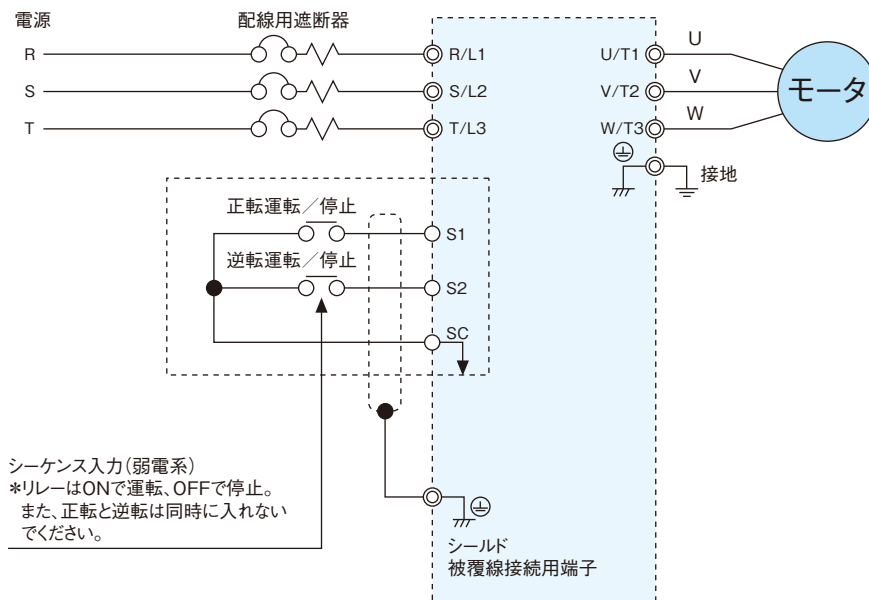 電源
配線用遮断器
R
R/L1
U/T1
U
S
S/L2
V/T2
V
モータ
T
T/L3
W/T3
W
接地
正転運転／停止
S1
逆転運転／停止
S2
SC
シーケンス入力（弱電系）
*リレーはONで運転、OFFで停止。
また、正転と逆転は同時に入れない
でください。
シールド
被覆線接続用端子